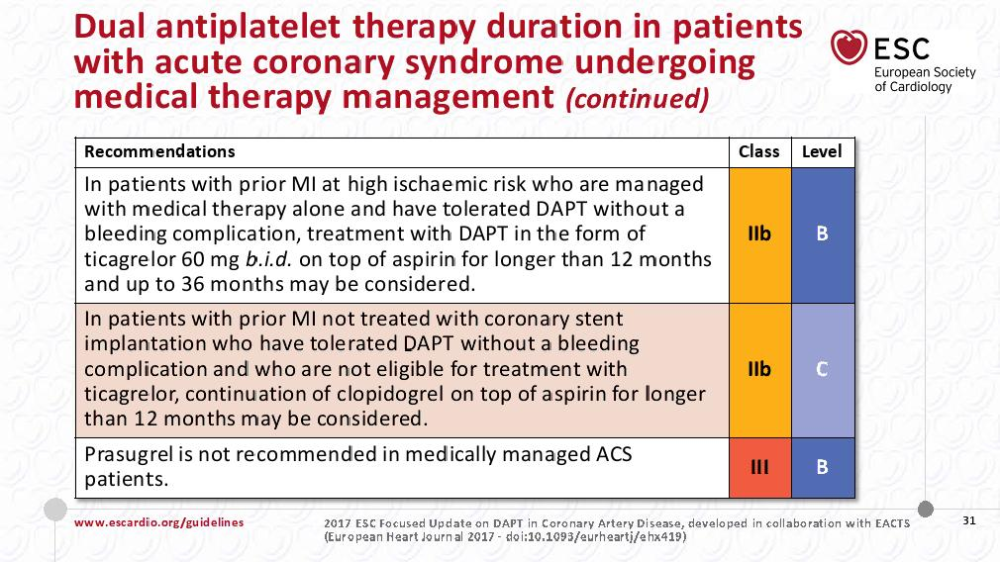 Dual antiplatelet therapy duration in patients
with acute coronary syndrome undergoing
medical therapy management (continued)
ESC
European Society
of Cardiology
Recommendations Class Level
In patients with prior MI at high ischaemic risk who are managed
with medical therapy alone and have tolerated DAPT without a
bleeding complication, treatment with DAPT in the form of
ticagrelor 60 mg b.i.d. on top of aspirin for longer than 12 months
and up to 36 months may be considered.
IIb B
In patients with prior MI not treated with coronary stent
implantation who have tolerated DAPT without a bleeding
complication and who are not eligible for treatment with
ticagrelor, continuation of clopidogrel on top of aspirin for longer
than 12 months may be considered.
IIb C
Prasugrel is not recommended in medically managed ACS
patients.
III B
www.escardio.org/guidelines
2017 ESC Focused Update on DAPT in Coronary Artery Disease, developed in collaboration with EACTS
(European Heart Journal 2017 - doi:10.1093/eurheartj/ehx419)
31